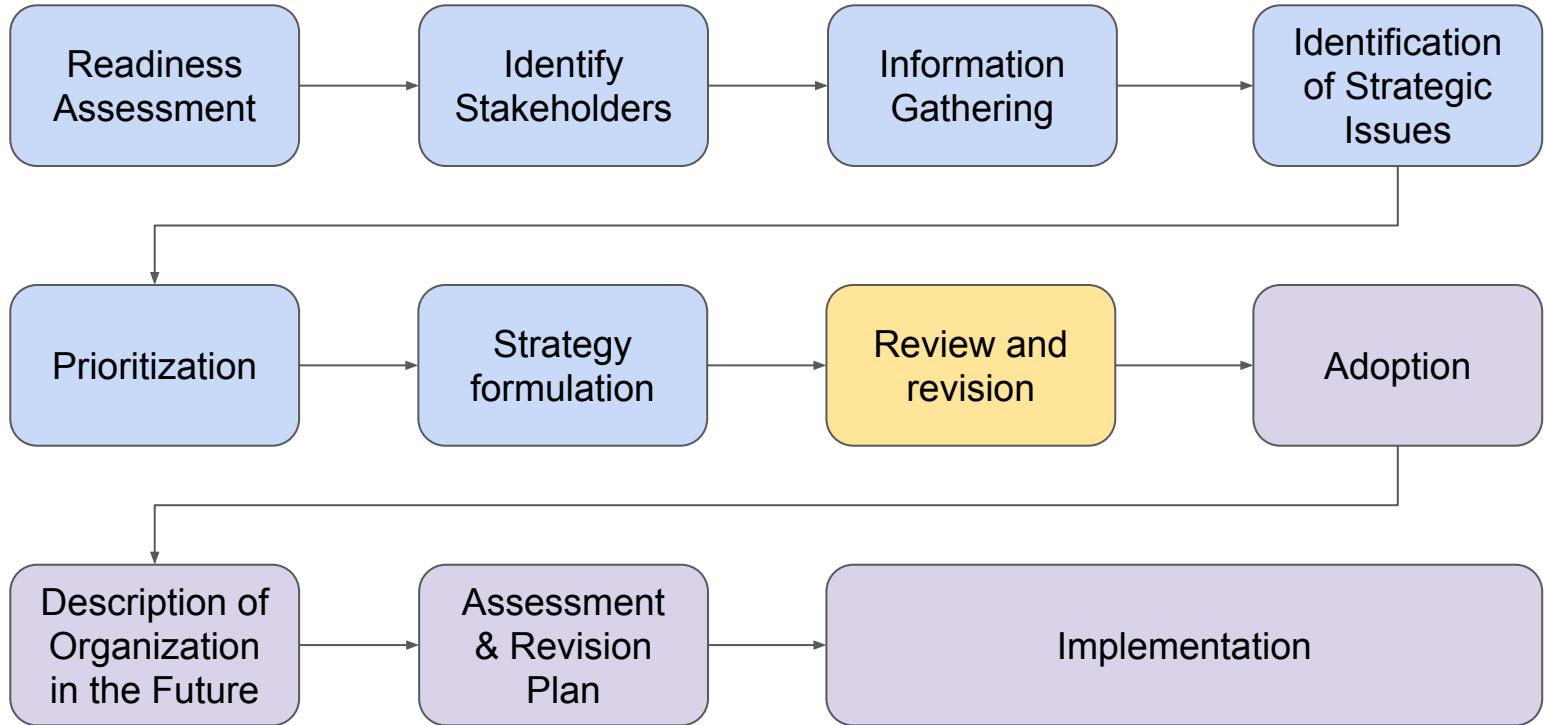 Readiness
Assessment
Identify
Stakeholders
Information
Gathering
Identification
of Strategic
Issues
Prioritization
Strategy
formulation
Review and
revision
Adoption
Description of
Organization
in the Future
Assessment
& Revision
Plan
Implementation